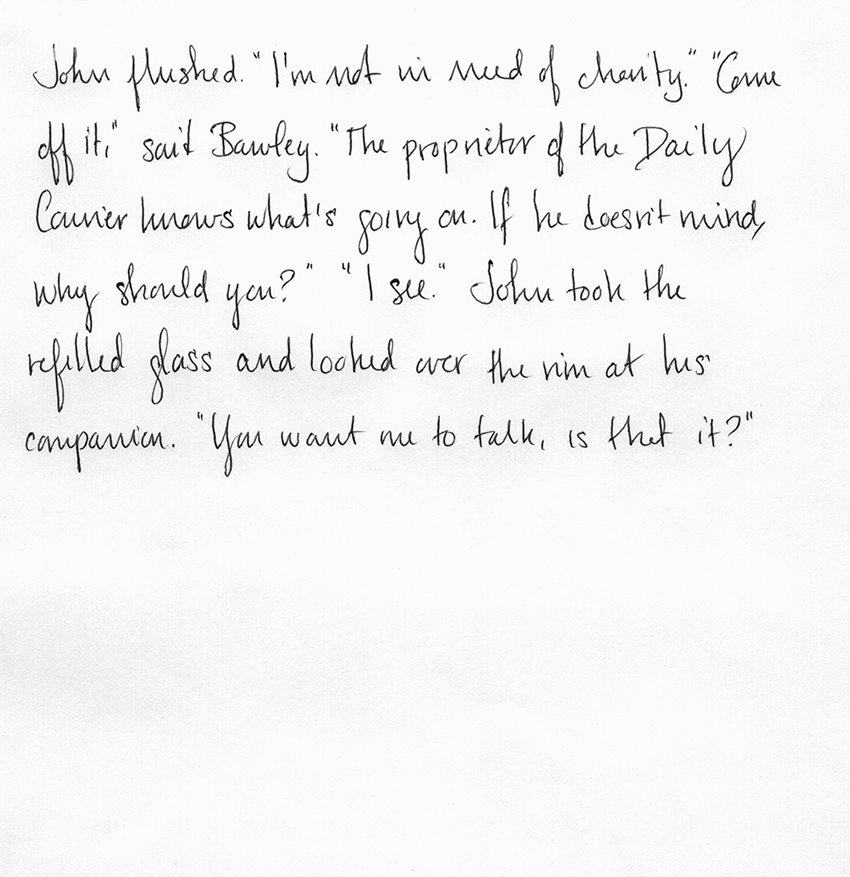 John flushed. "I'm not in need of charity." "Come
off it," said Bawley. "The proprietor of the Daily
Courier knows what's going on. If he doesn't mind,
why should you?" "I see." John took the
refilled glass and looked over the rim at his
companion. "You want me to talk, is that it?"